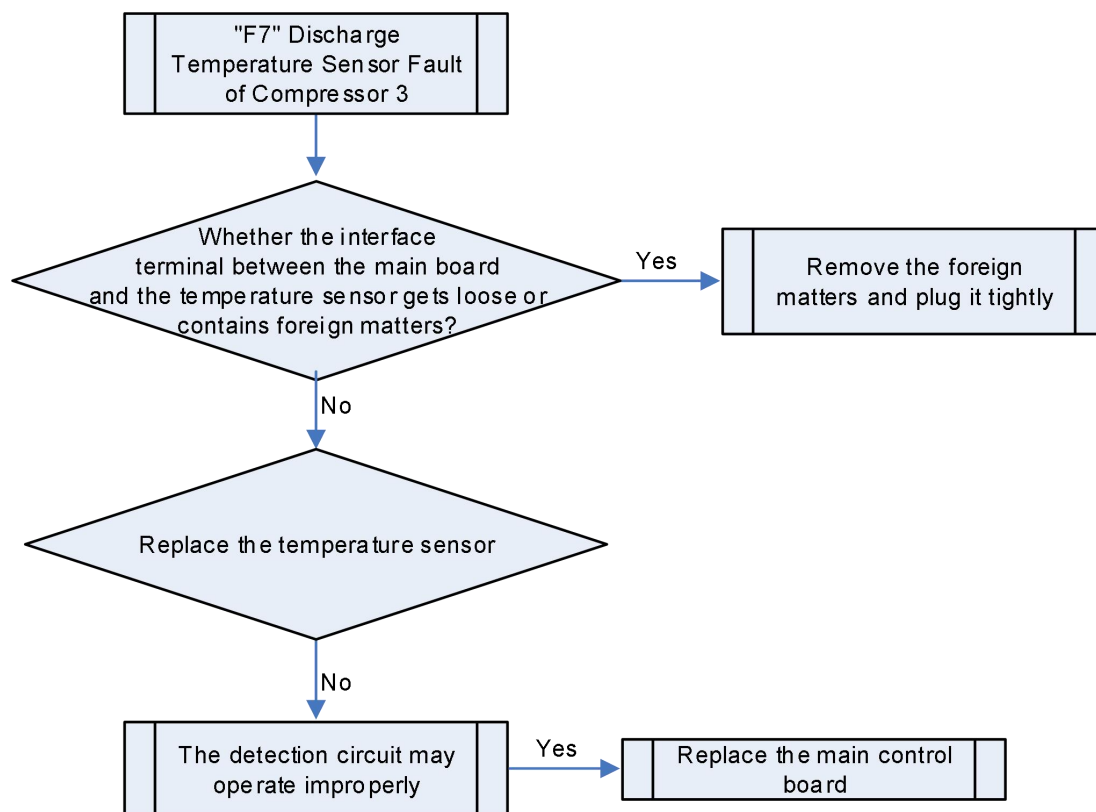 "F7" Discharge
Temperature Sensor Fault
of Compressor 3
Whether the interface
terminal between the main board
and the temperature sensor gets loose or
contains foreign matters?
Yes
Remove the foreign
matters and plug it tightly
No
Replace the temperature sensor
No
The detection circuit may
operate improperly
Yes
Replace the main control
board